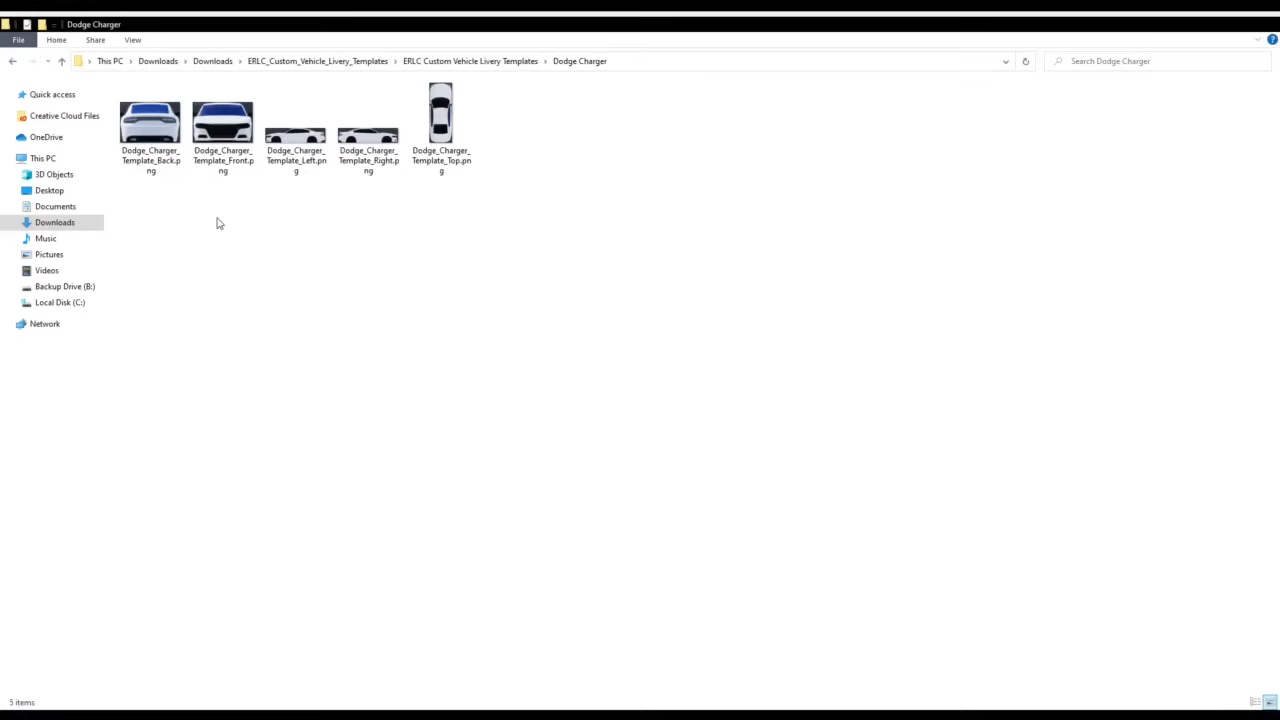 Dodge Charger
File Home Share View
This PC Downloads Downloads ERLC_Custom_Vehicle_Livery_Templates ERLC Custom Vehicle Livery Templates Dodge Charger
Search Dodge Charger
Quick access
Creative Cloud Files
OneDrive
This PC
3D Objects
Desktop
Documents
Downloads
Music
Pictures
Videos
Backup Drive (B:)
Local Disk (C:)
Network
Dodge_Charger_
Template_Back.p
ng
Dodge_Charger_
Template_Front.p
ng
Dodge_Charger_
Template_Left.pn
g
Dodge_Charger_
Template_Right.p
ng
Dodge_Charger
_Template_Top.pn
g
5 items